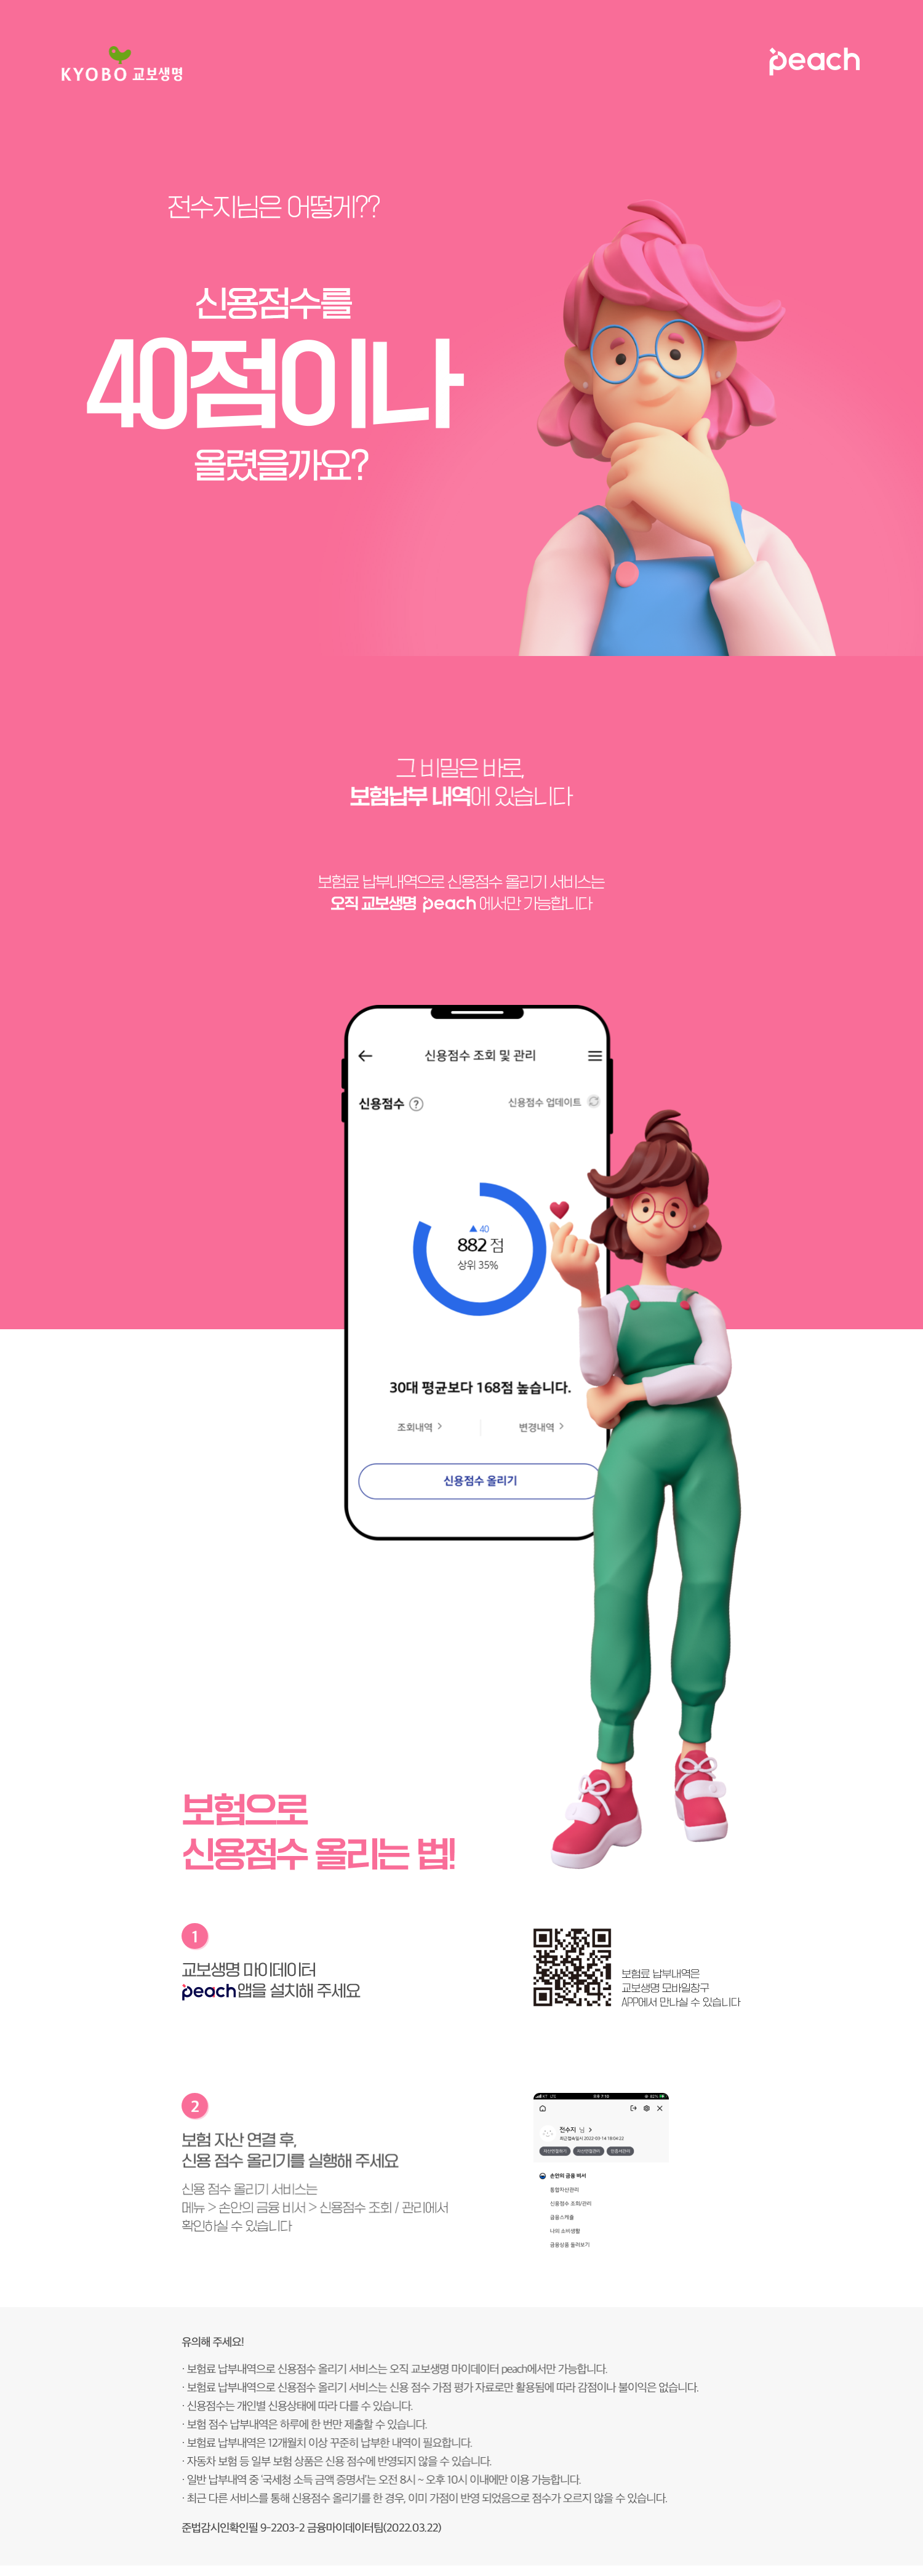 KYOBO 교보생명
peach
전수지님은 어떻게??
신용점수를
40점이나
올렸을까요?
그 비밀은 바로,
보험납부 내역에 있습니다
보험료 납부내역으로 신용점수 올리기 서비스는
오직 교보생명 peach 에서만 가능합니다
신용점수 조회 및 관리
신용점수 ?
신용점수 업데이트
▲ 40
882 점
상위 35%
30대 평균보다 168점 높습니다.
조회내역 >
변경내역 >
신용점수 올리기
보험으로
신용점수 올리는 법!
1
교보생명 마이데이터
peach앱을 설치해 주세요
보험료 납부내역은
교보생명 모바일창구
APP에서 만나실 수 있습니다
2
보험 자산 연결 후,
신용 점수 올리기를 실행해 주세요
신용 점수 올리기 서비스는
메뉴 > 손안의 금융 비서 > 신용점수 조회 / 관리에서
확인하실 수 있습니다
전수지 님 >
손안의 금융 비서
통합자산관리
신용점수 조회/관리
금융스케줄
나의 소비생활
금융상품 둘러보기
유의해 주세요!
· 보험료 납부내역으로 신용점수 올리기 서비스는 오직 교보생명 마이데이터 peach에서만 가능합니다.
· 보험료 납부내역으로 신용점수 올리기 서비스는 신용 점수 가점 평가 자료로만 활용됨에 따라 감점이나 불이익은 없습니다.
· 신용점수는 개인별 신용상태에 따라 다를 수 있습니다.
· 보험 점수 납부내역은 하루에 한 번만 제출할 수 있습니다.
· 보험료 납부내역은 12개월치 이상 꾸준히 납부한 내역이 필요합니다.
· 자동차 보험 등 일부 보험 상품은 신용 점수에 반영되지 않을 수 있습니다.
· 일반 납부내역 중 '국세청 소득 금액 증명서'는 오전 8시 ~ 오후 10시 이내에만 이용 가능합니다.
· 최근 다른 서비스를 통해 신용점수 올리기를 한 경우, 이미 가점이 반영 되었음으로 점수가 오르지 않을 수 있습니다.
준법감시인확인필 9-2203-2 금융마이데이터팀(2022.03.22)